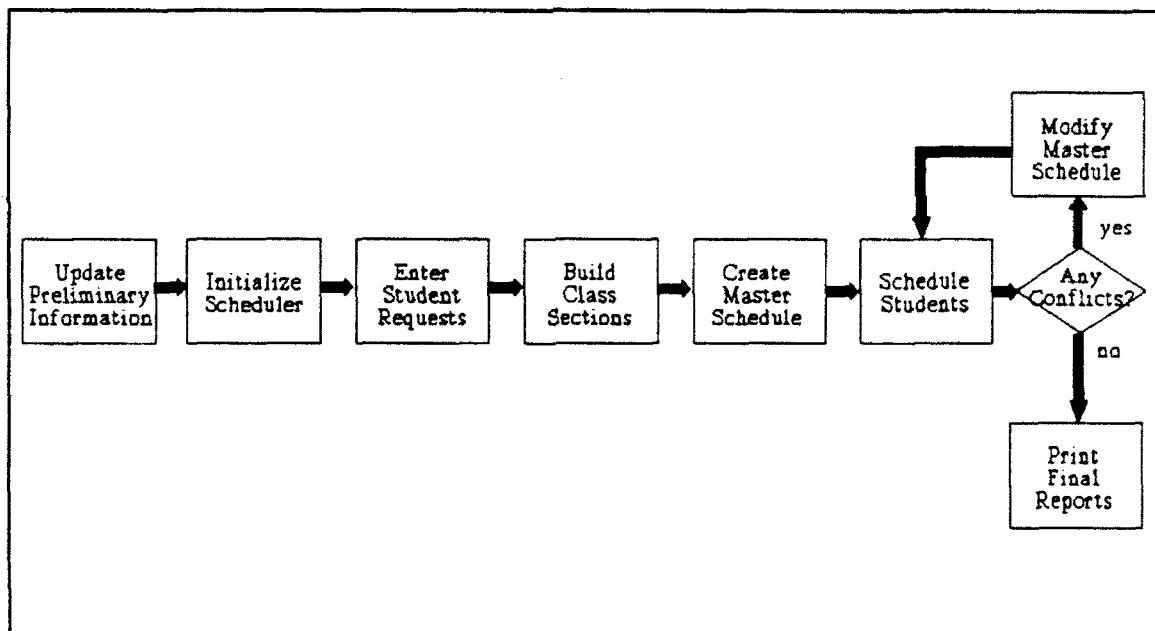 Update
Preliminary
Information
Initialize
Scheduler
Enter
Student
Requests
Build
Class
Sections
Create
Master
Schedule
Schedule
Students
Any
Conflicts?
yes
Modify
Master
Schedule
no
Print
Final
Reports